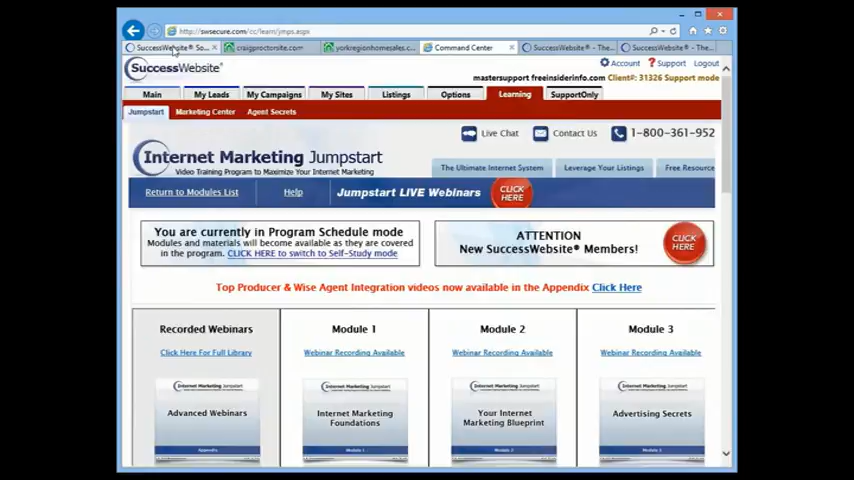 http://swsecure.com/cc/learn/jmps.aspx
SuccessWebsite® So...
craigproctorsite.com
yorkregionhomesales.c...
Command Center
SuccessWebsite® - The...
SuccessWebsite® - The...
SuccessWebsite®
Account
Support
Logout
mastersupport freeinsiderinfo.com Client#: 31326 Support mode
Main
My Leads
My Campaigns
My Sites
Listings
Options
Learning
SupportOnly
Jumpstart
Marketing Center
Agent Secrets
Live Chat
Contact Us
1-800-361-952
Internet Marketing Jumpstart
Video Training Program to Maximize Your Internet Marketing
The Ultimate Internet System
Leverage Your Listings
Free Resource
Return to Modules List
Help
Jumpstart LIVE Webinars
CLICK
HERE
You are currently in Program Schedule mode
Modules and materials will become available as they are covered
in the program. CLICK HERE to switch to Self-Study mode
ATTENTION
New SuccessWebsite® Members!
CLICK
HERE
Top Producer & Wise Agent Integration videos now available in the Appendix Click Here
Recorded Webinars
Module 1
Module 2
Module 3
Click Here For Full Library
Webinar Recording Available
Webinar Recording Available
Webinar Recording Available
Internet Marketing Jumpstart
Advanced Webinars
Appendix
Internet Marketing Jumpstart
Internet Marketing
Foundations
Module 1
Internet Marketing Jumpstart
Your Internet
Marketing Blueprint
Module 2
Internet Marketing Jumpstart
Advertising Secrets
Module 3